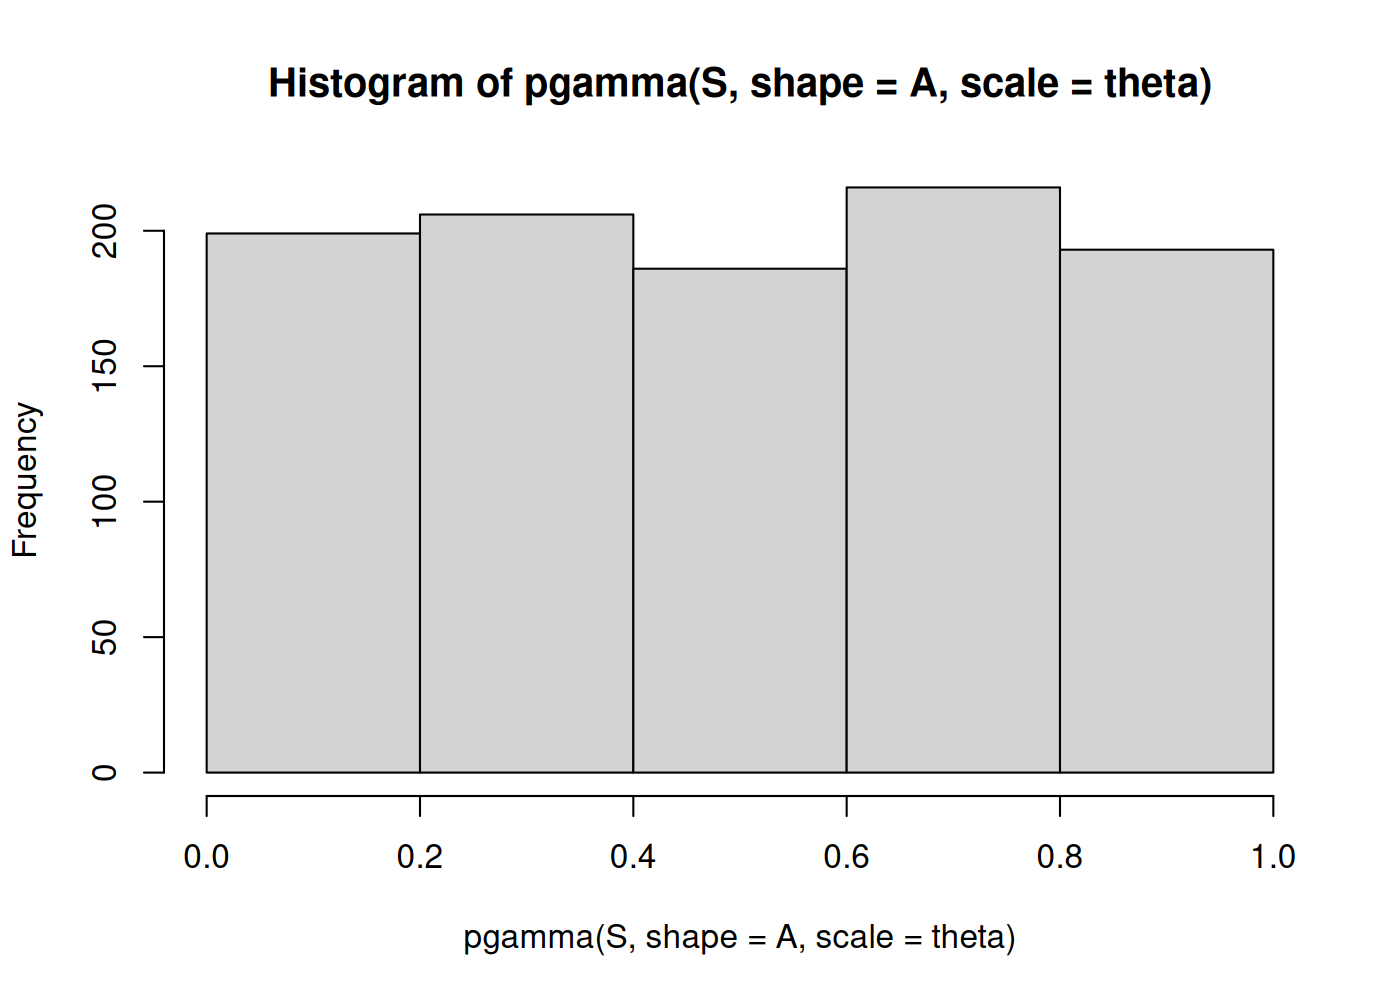 Histogram of pgamma(S, shape = A, scale = theta)
Frequency
200
150
100
50
0
0.0 0.2 0.4 0.6 0.8 1.0
pgamma(S, shape = A, scale = theta)